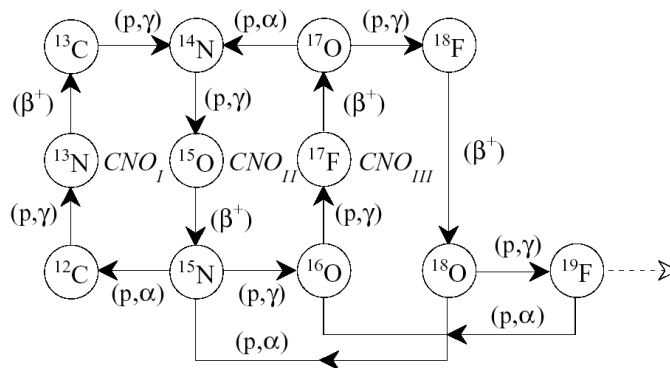 (p,γ) (p,α) (p,γ)
¹³C ¹⁴N ¹⁷O ¹⁸F
(β⁺) (p,γ) (β⁺)
¹³N CNO_I ¹⁵O CNO_II ¹⁷F CNO_III (β⁺)
(p,γ) (β⁺) (p,γ)
(p,γ)
¹²C ¹⁵N ¹⁶O ¹⁸O ¹⁹F
(p,α) (p,γ)
(p,α)
(p,α)